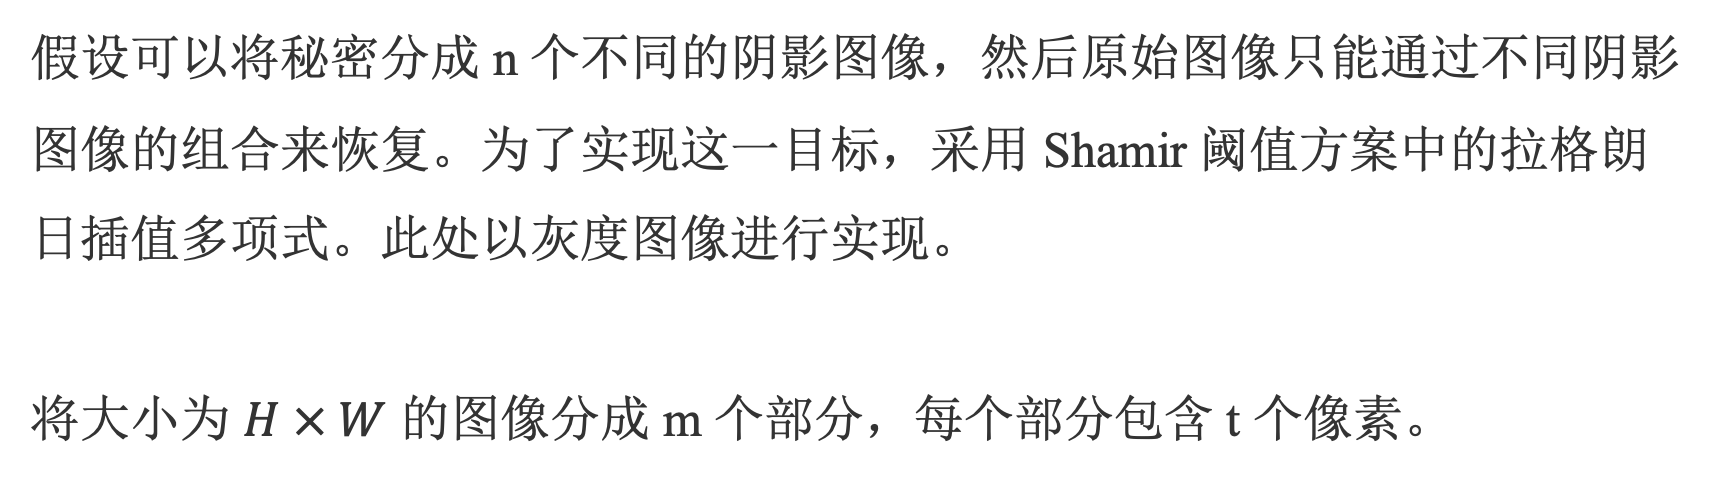 假设可以将秘密分成 n 个不同的阴影图像，然后原始图像只能通过不同阴影
图像的组合来恢复。为了实现这一目标，采用 Shamir 阈值方案中的拉格朗
日插值多项式。此处以灰度图像进行实现。
将大小为 H × W 的图像分成 m 个部分，每个部分包含 t 个像素。